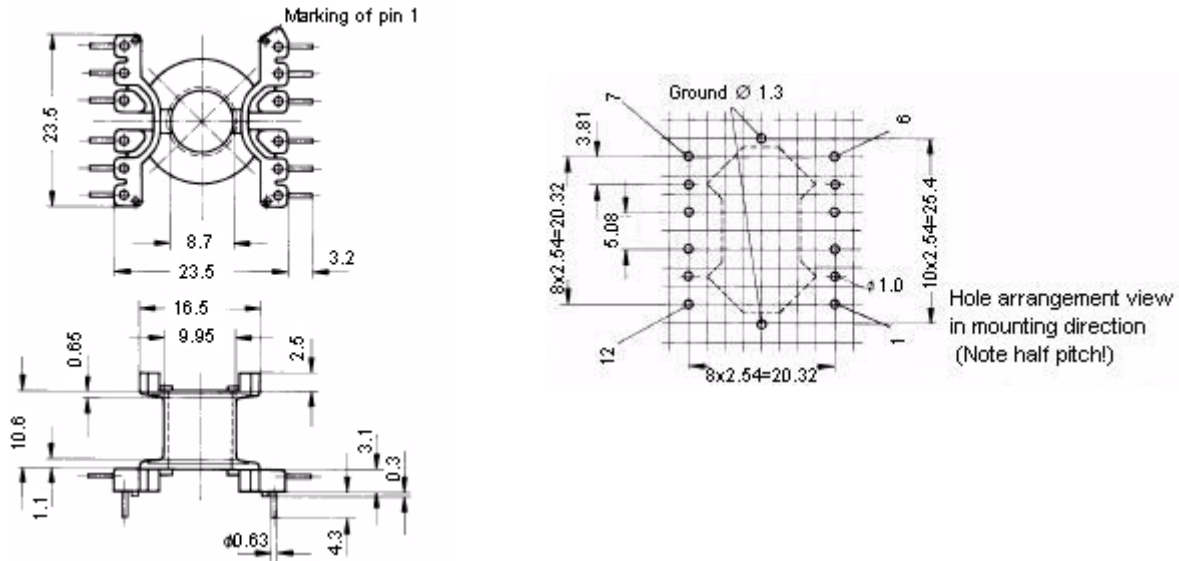 Marking of pin 1
23.5
8.7
23.5
3.2
16.5
9.95
0.65
2.5
10.6
1.1
3.1
0.3
ϕ0.63
4.3
7
Ground Ø 1.3
6
3.81
5.08
8x2.54=20.32
10x2.54=25.4
ϕ1.0
12
1
8x2.54=20.32
Hole arrangement view
in mounting direction
(Note half pitch!)